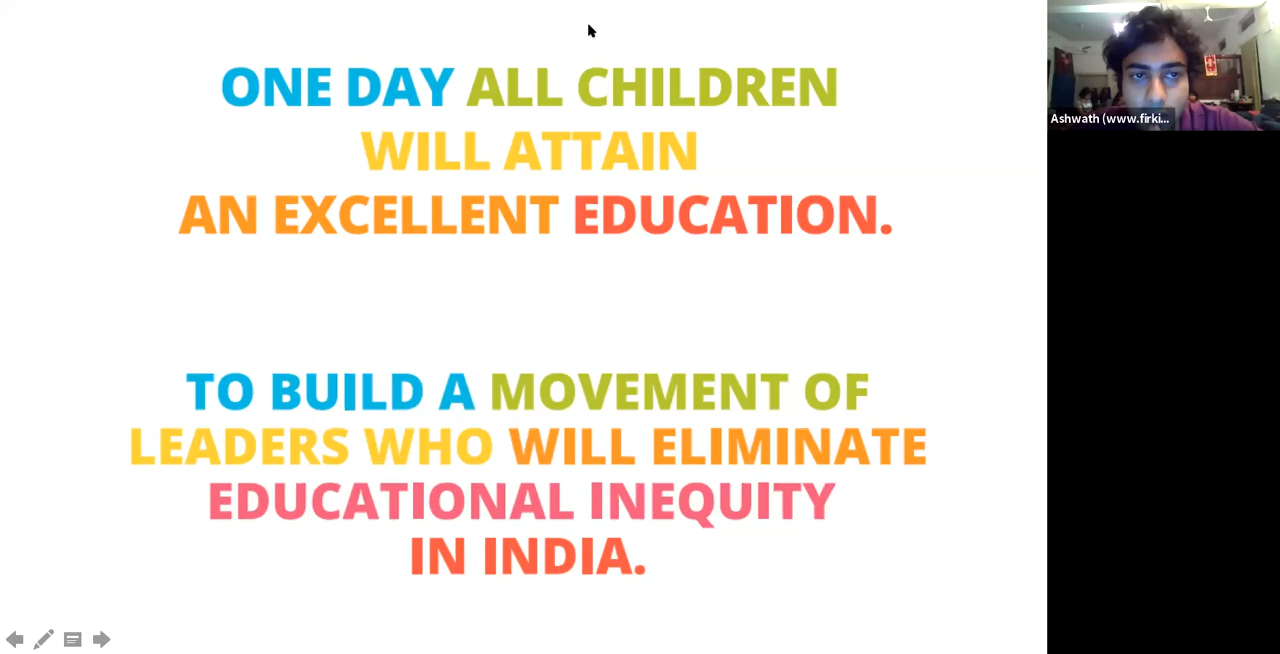 ONE DAY ALL CHILDREN
WILL ATTAIN
AN EXCELLENT EDUCATION.
TO BUILD A MOVEMENT OF
LEADERS WHO WILL ELIMINATE
EDUCATIONAL INEQUITY
IN INDIA.
Ashwath (www.firki...